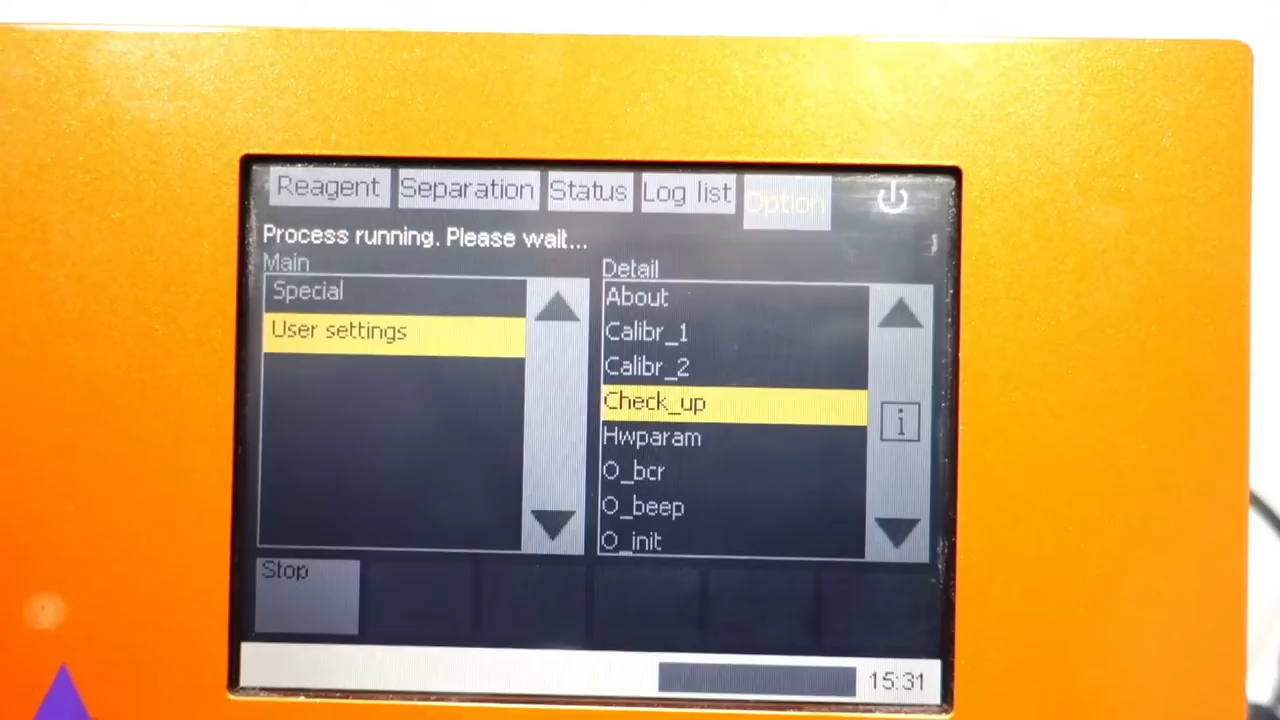 Reagent Separation Status Log list Option
Process running. Please wait...
Main
Special
User settings
Detail
About
Calibr_1
Calibr_2
Check_up
Hwparam
O_bcr
O_beep
O_init
i
Stop
15:31